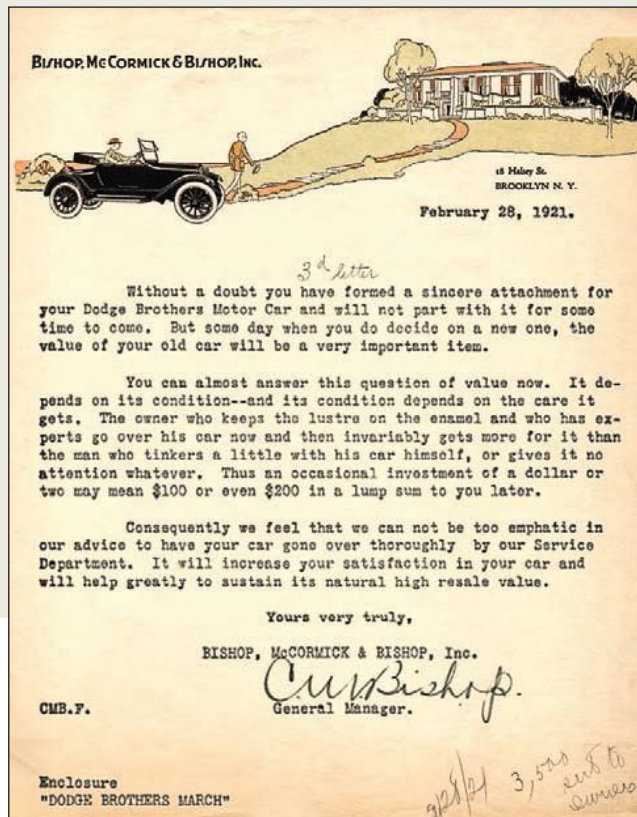 BISHOP, McCORMICK & BISHOP, INC.
18 Halsey St.
BROOKLYN N. Y.
February 28, 1921.
3d letter
Without a doubt you have formed a sincere attachment for
your Dodge Brothers Motor Car and will not part with it for some
time to come. But some day when you do decide on a new one, the
value of your old car will be a very important item.
You can almost answer this question of value now. It de-
pends on its condition--and its condition depends on the care it
gets. The owner who keeps the lustre on the enamel and who has ex-
perts go over his car now and then invariably gets more for it than
the man who tinkers a little with his car himself, or gives it no
attention whatever. Thus an occasional investment of a dollar or
two may mean $100 or even $200 in a lump sum to you later.
Consequently we feel that we can not be too emphatic in
our advice to have your car gone over thoroughly by our Service
Department. It will increase your satisfaction in your car and
will help greatly to sustain its natural high resale value.
Yours very truly,
BISHOP, McCORMICK & BISHOP, Inc.
CMBishop.
CMB.F. General Manager.
Enclosure
"DODGE BROTHERS MARCH"
2/28/21 3,500
sent to
owners